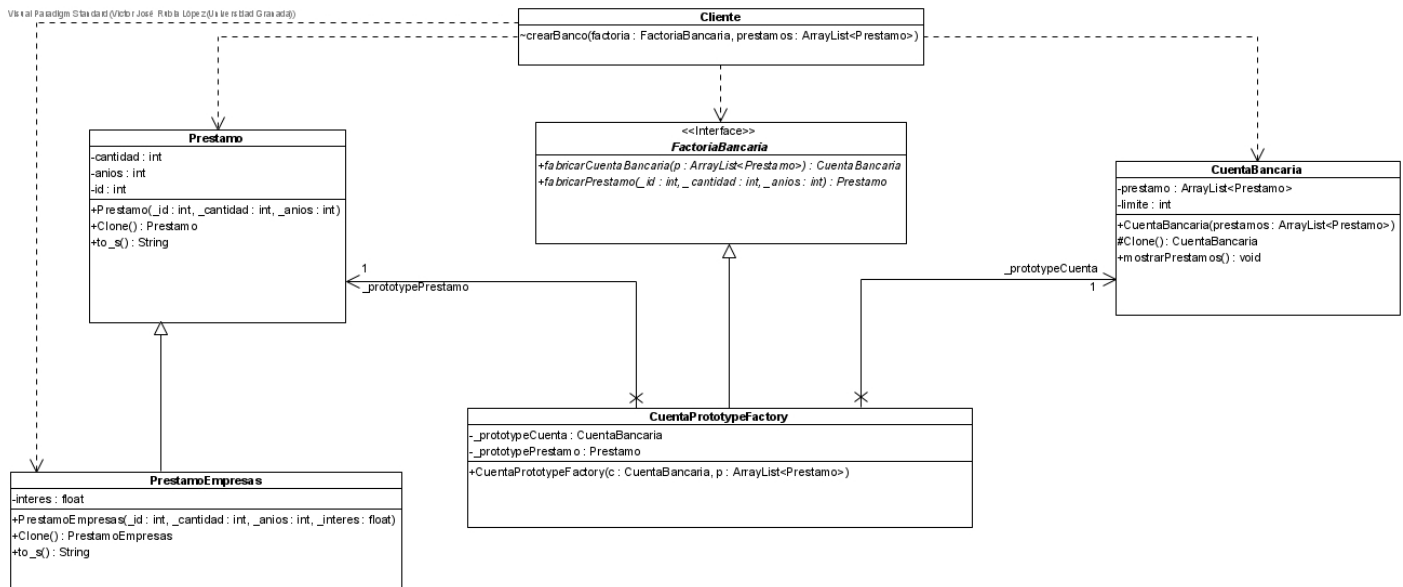 Visual Paradigm Standard(Víctor José Rubia López(Universidad Granada))
Cliente
~crearBanco(factoria : FactoriaBancaria, prestamos : ArrayList<Prestamo>)
Prestamo
-cantidad : int
-anios : int
-id : int
+Prestamo(_id : int, _cantidad : int, _anios : int)
+Clone() : Prestamo
+to_s() : String
<<Interface>>
FactoriaBancaria
+fabricarCuentaBancaria(p : ArrayList<Prestamo>) : CuentaBancaria
+fabricarPrestamo(_id : int, _cantidad : int, _anios : int) : Prestamo
CuentaBancaria
-prestamo : ArrayList<Prestamo>
-limite : int
+CuentaBancaria(prestamos : ArrayList<Prestamo>)
#Clone() : CuentaBancaria
+mostrarPrestamos() : void
1
_prototypePrestamo
_prototypeCuenta
1
CuentaPrototypeFactory
-_prototypeCuenta : CuentaBancaria
-_prototypePrestamo : Prestamo
+CuentaPrototypeFactory(c : CuentaBancaria, p : ArrayList<Prestamo>)
PrestamoEmpresas
-interes : float
+PrestamoEmpresas(_id : int, _cantidad : int, _anios : int, _interes : float)
+Clone() : PrestamoEmpresas
+to_s() : String